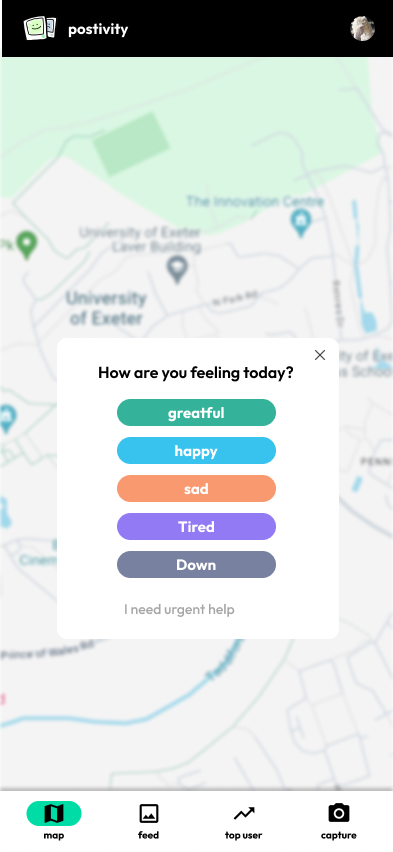 postivity
The Innovation Centre
University of Exeter
Laver Building
University
of Exeter
N Park Rd
How are you feeling today?
greatful
happy
sad
Tired
Down
I need urgent help
Prince of Wales Rd
map
feed
top user
capture